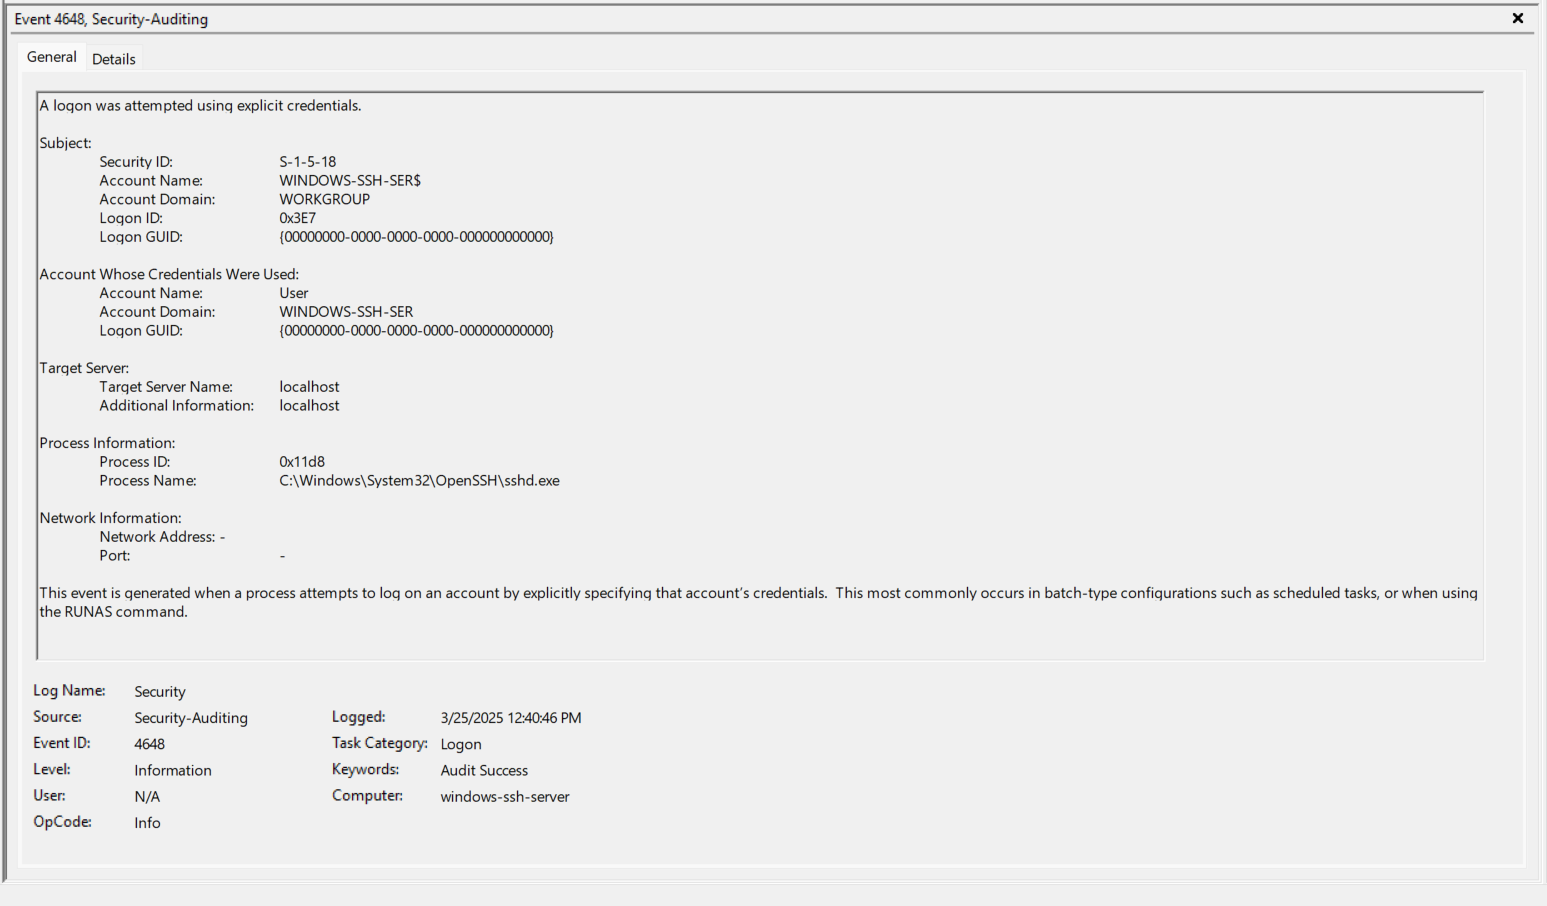 Event 4648, Security-Auditing
General Details
A logon was attempted using explicit credentials.
Subject:
Security ID: S-1-5-18
Account Name: WINDOWS-SSH-SER$
Account Domain: WORKGROUP
Logon ID: 0x3E7
Logon GUID: {00000000-0000-0000-0000-000000000000}
Account Whose Credentials Were Used:
Account Name: User
Account Domain: WINDOWS-SSH-SER
Logon GUID: {00000000-0000-0000-0000-000000000000}
Target Server:
Target Server Name: localhost
Additional Information: localhost
Process Information:
Process ID: 0x11d8
Process Name: C:\Windows\System32\OpenSSH\sshd.exe
Network Information:
Network Address: -
Port: -
This event is generated when a process attempts to log on an account by explicitly specifying that account's credentials.  This most commonly occurs in batch-type configurations such as scheduled tasks, or when using
the RUNAS command.
Log Name: Security
Source: Security-Auditing Logged: 3/25/2025 12:40:46 PM
Event ID: 4648 Task Category: Logon
Level: Information Keywords: Audit Success
User: N/A Computer: windows-ssh-server
OpCode: Info